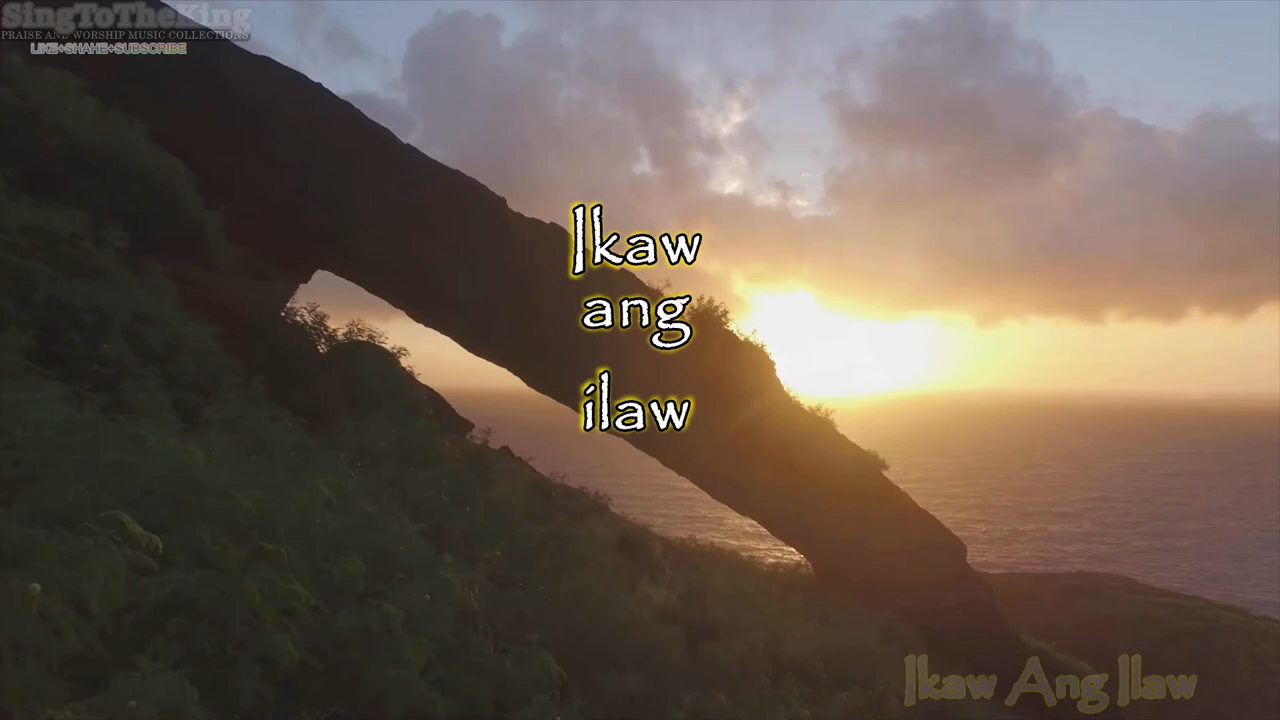 SingToTheKing
PRAISE AND WORSHIP MUSIC COLLECTIONS
LIKE+SHARE+SUBSCRIBE
Ikaw
ang
ilaw
Ikaw Ang Ilaw